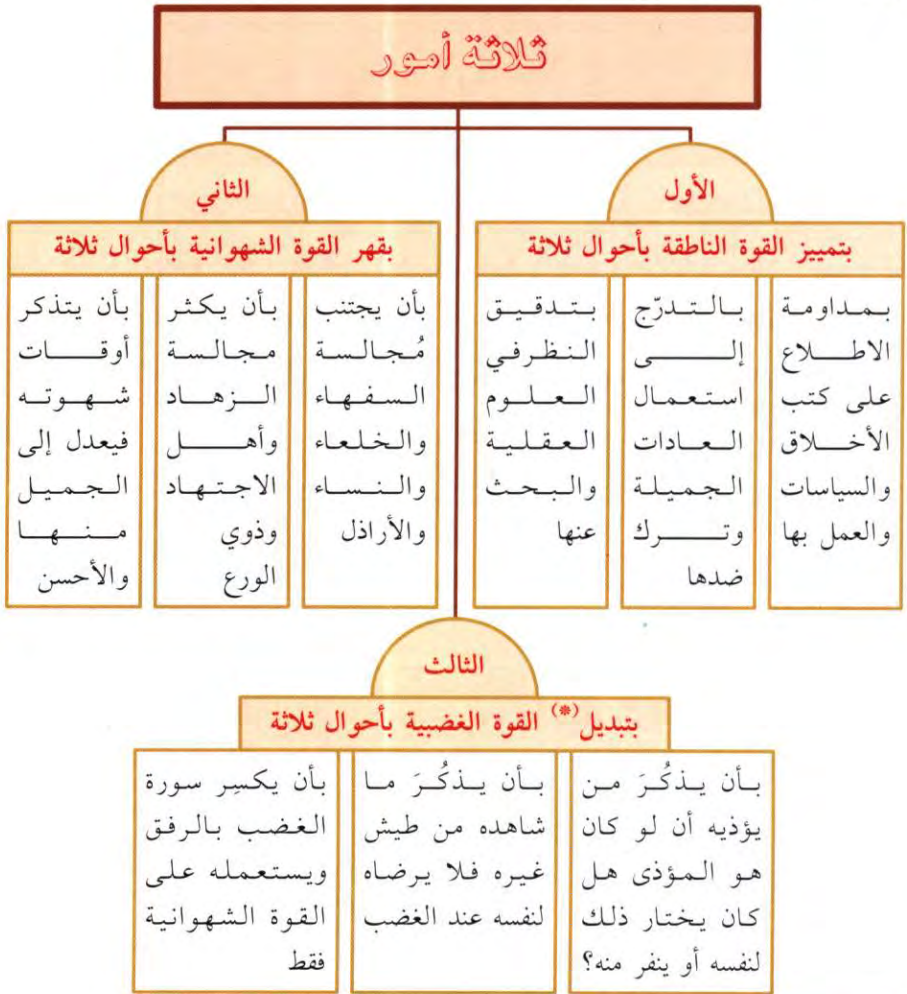 ثلاثة أمور
الأول
بتمييز القوة الناطقة بأحوال ثلاثة
بمداومة
الاطلاع
على كتب
الأخلاق
والسياسات
والعمل بها
بالتدرّج
إلى
استعمال
العادات
الجميلة
وترك
ضدها
بتدقيق
النظر في
العلوم
العقلية
والبحث
عنها
الثاني
بقهر القوة الشهوانية بأحوال ثلاثة
بأن يجتنب
مُجالسة
السفهاء
والخلعاء
والنساء
والأراذل
بأن يكثر
مجالسة
الزهاد
وأهل
الاجتهاد
وذوي
الورع
بأن يتذكر
أوقات
شهوته
فيعدل إلى
الجميل
منها
والأحسن
الثالث
بتبديل(*) القوة الغضبية بأحوال ثلاثة
بأن يذكُرَ من
يؤذيه أن لو كان
هو المؤذى هل
كان يختار ذلك
لنفسه أو ينفر منه؟
بأن يذكُرَ ما
شاهده من طيش
غيره فلا يرضاه
لنفسه عند الغضب
بأن يكسِر سورة
الغضب بالرفق
ويستعمله على
القوة الشهوانية
فقط